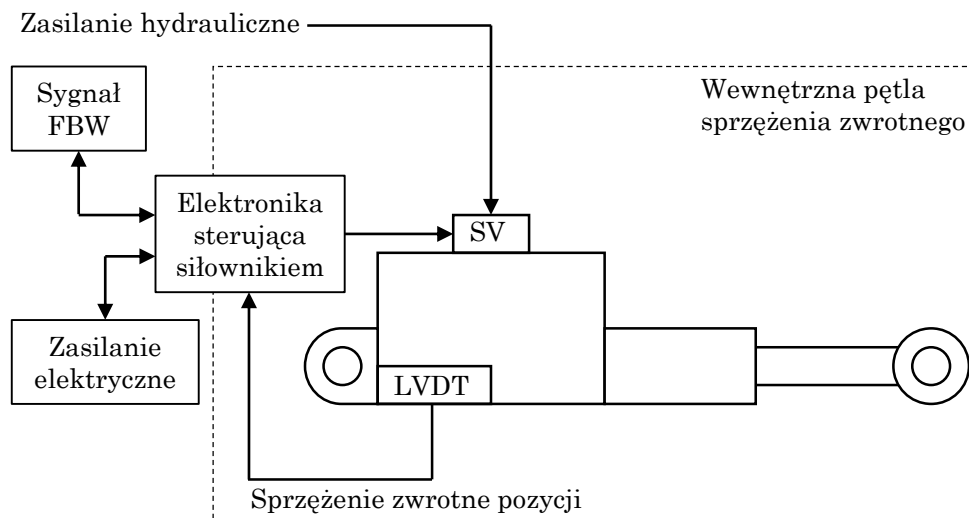 Zasilanie hydrauliczne
Sygnał
FBW
Wewnętrzna pętla
sprzężenia zwrotnego
Elektronika
sterująca
siłownikiem
SV
Zasilanie
elektryczne
LVDT
Sprzężenie zwrotne pozycji